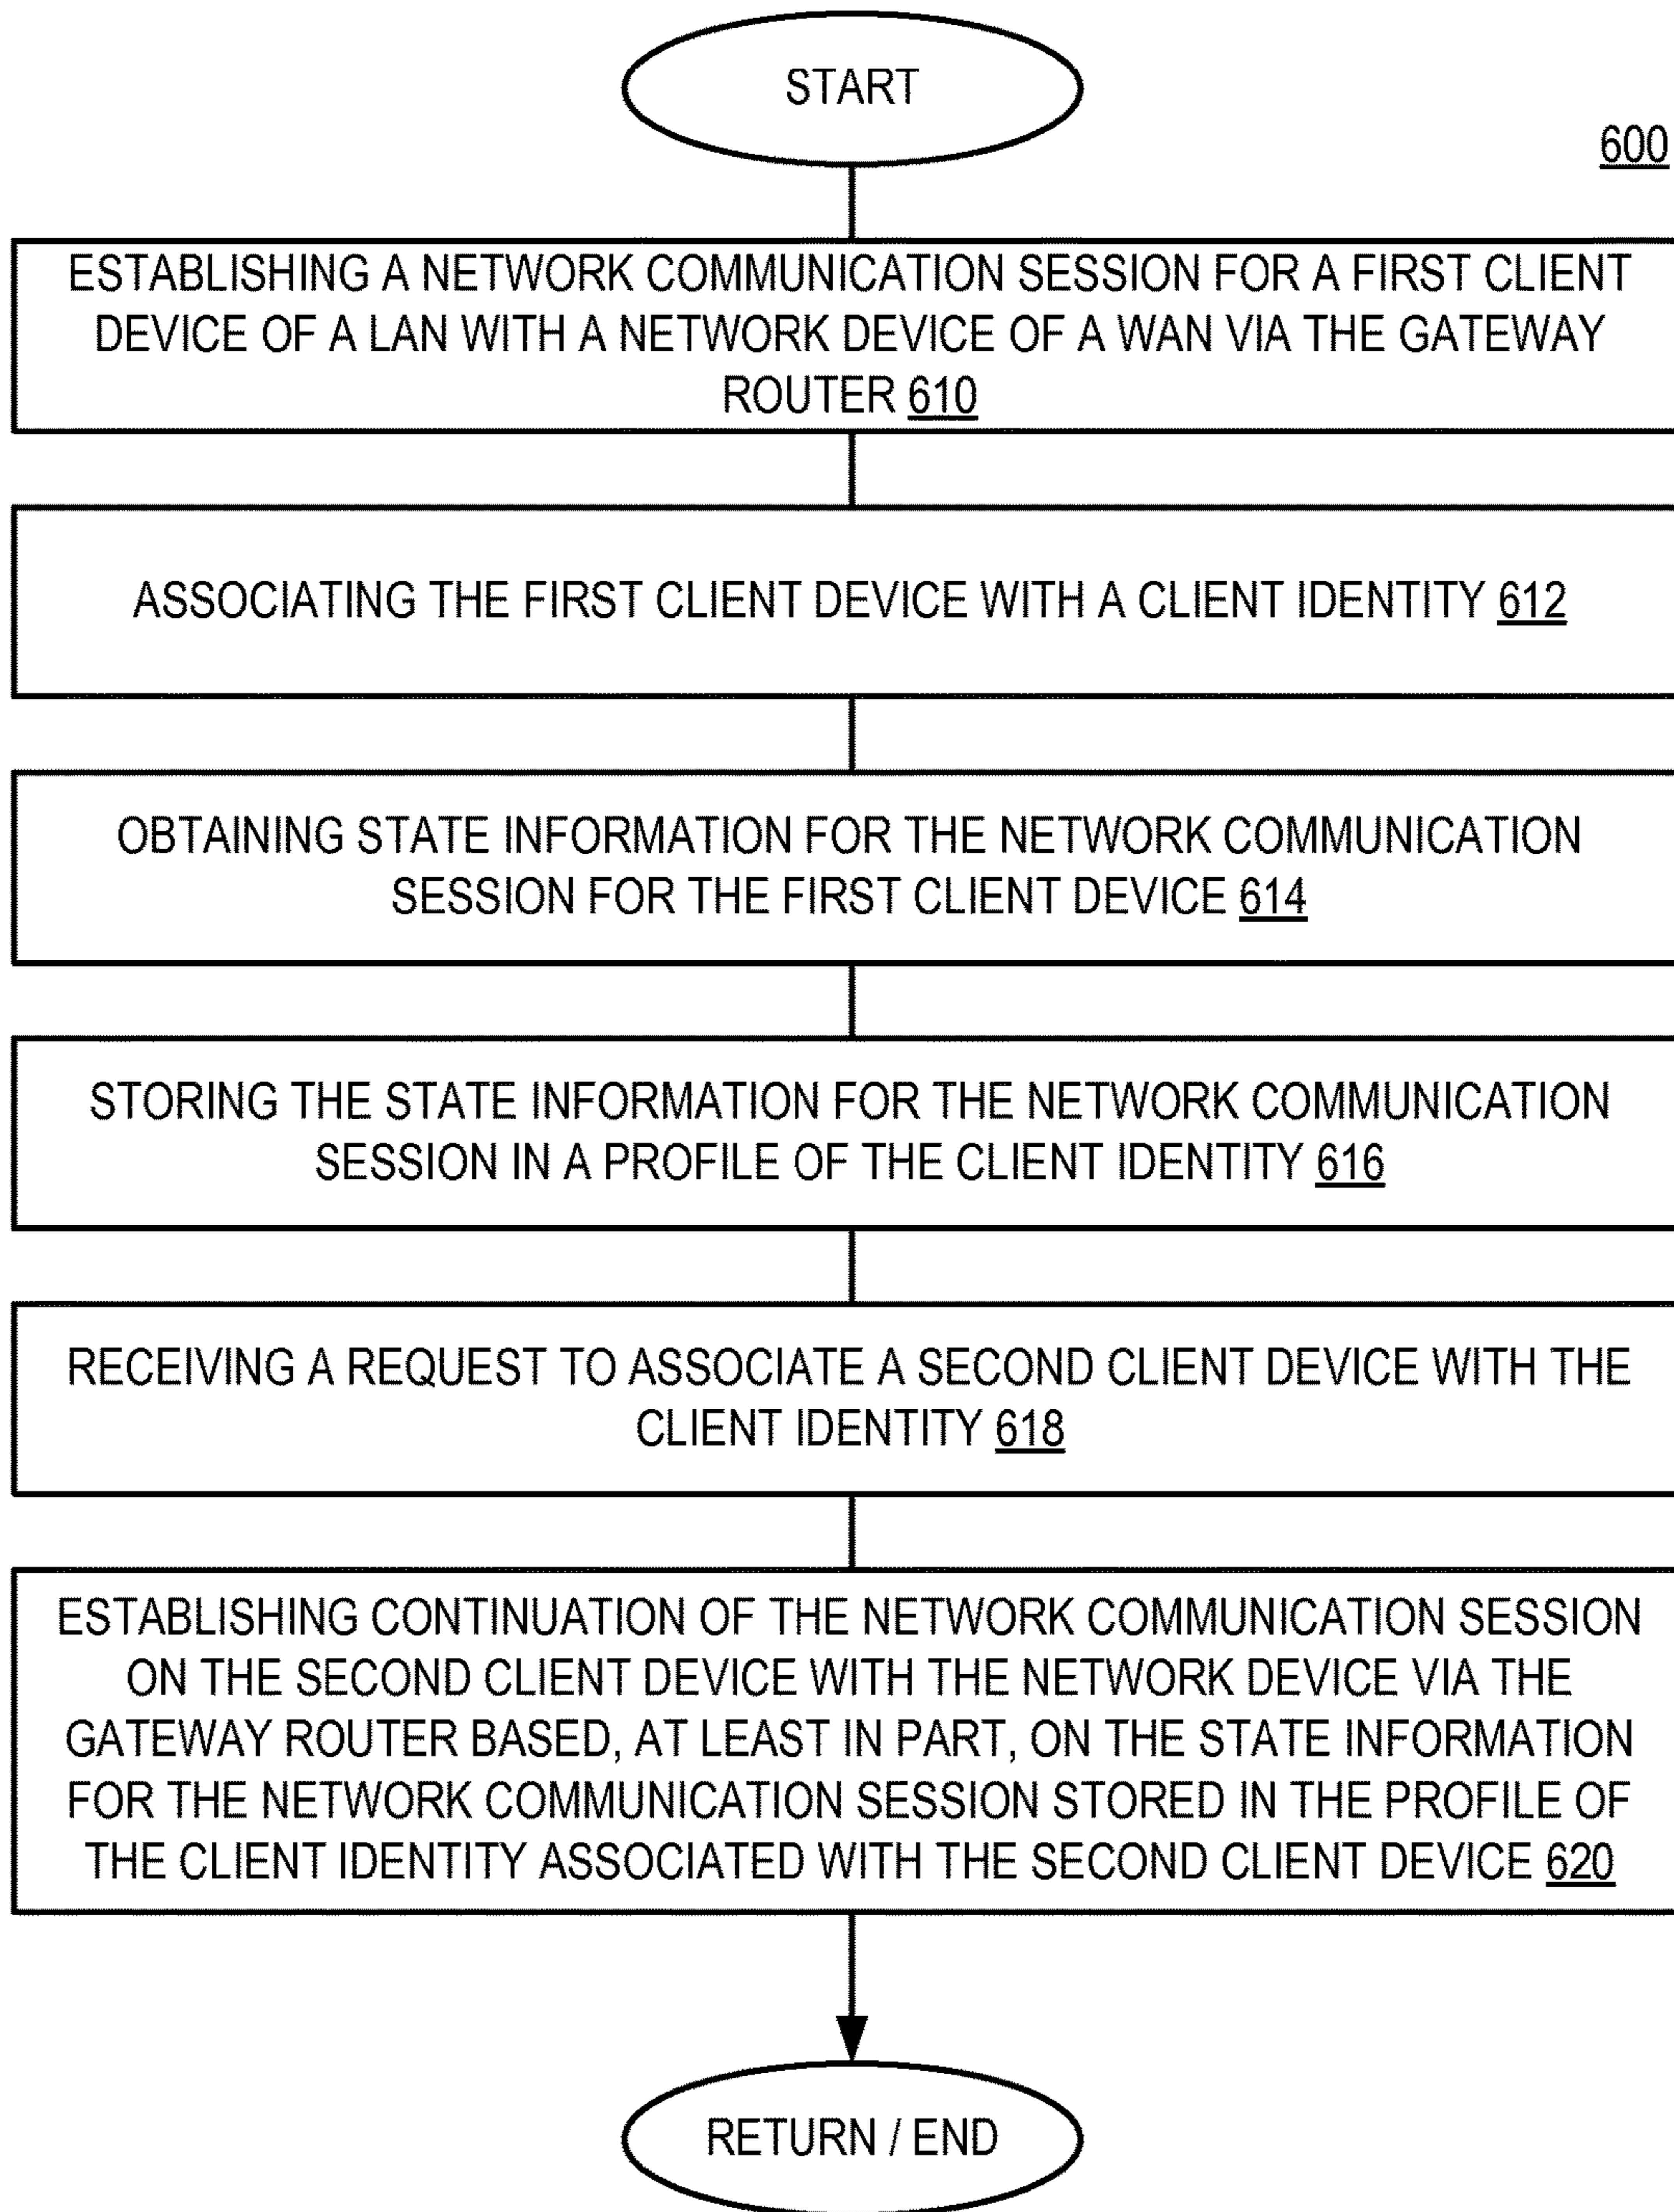 START
600
ESTABLISHING A NETWORK COMMUNICATION SESSION FOR A FIRST CLIENT
DEVICE OF A LAN WITH A NETWORK DEVICE OF A WAN VIA THE GATEWAY
ROUTER 610
ASSOCIATING THE FIRST CLIENT DEVICE WITH A CLIENT IDENTITY 612
OBTAINING STATE INFORMATION FOR THE NETWORK COMMUNICATION
SESSION FOR THE FIRST CLIENT DEVICE 614
STORING THE STATE INFORMATION FOR THE NETWORK COMMUNICATION
SESSION IN A PROFILE OF THE CLIENT IDENTITY 616
RECEIVING A REQUEST TO ASSOCIATE A SECOND CLIENT DEVICE WITH THE
CLIENT IDENTITY 618
ESTABLISHING CONTINUATION OF THE NETWORK COMMUNICATION SESSION
ON THE SECOND CLIENT DEVICE WITH THE NETWORK DEVICE VIA THE
GATEWAY ROUTER BASED, AT LEAST IN PART, ON THE STATE INFORMATION
FOR THE NETWORK COMMUNICATION SESSION STORED IN THE PROFILE OF
THE CLIENT IDENTITY ASSOCIATED WITH THE SECOND CLIENT DEVICE 620
RETURN / END